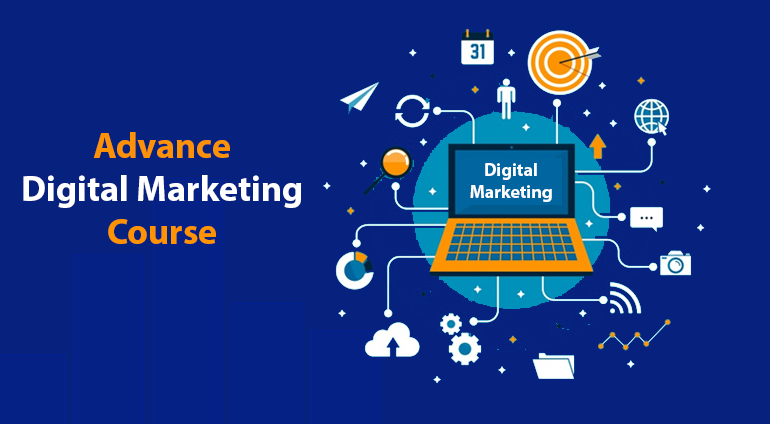 Advance
Digital Marketing
Course
31
Digital
Marketing